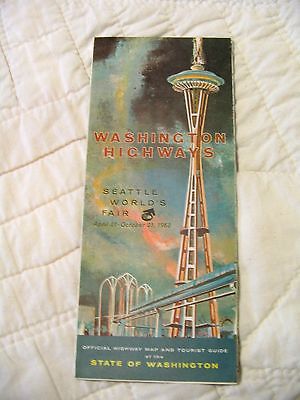 WASHINGTON
HIGHWAYS
SEATTLE
WORLD'S
FAIR
April 21-October 21, 1962
OFFICIAL HIGHWAY MAP AND TOURIST GUIDE
of the
STATE OF WASHINGTON